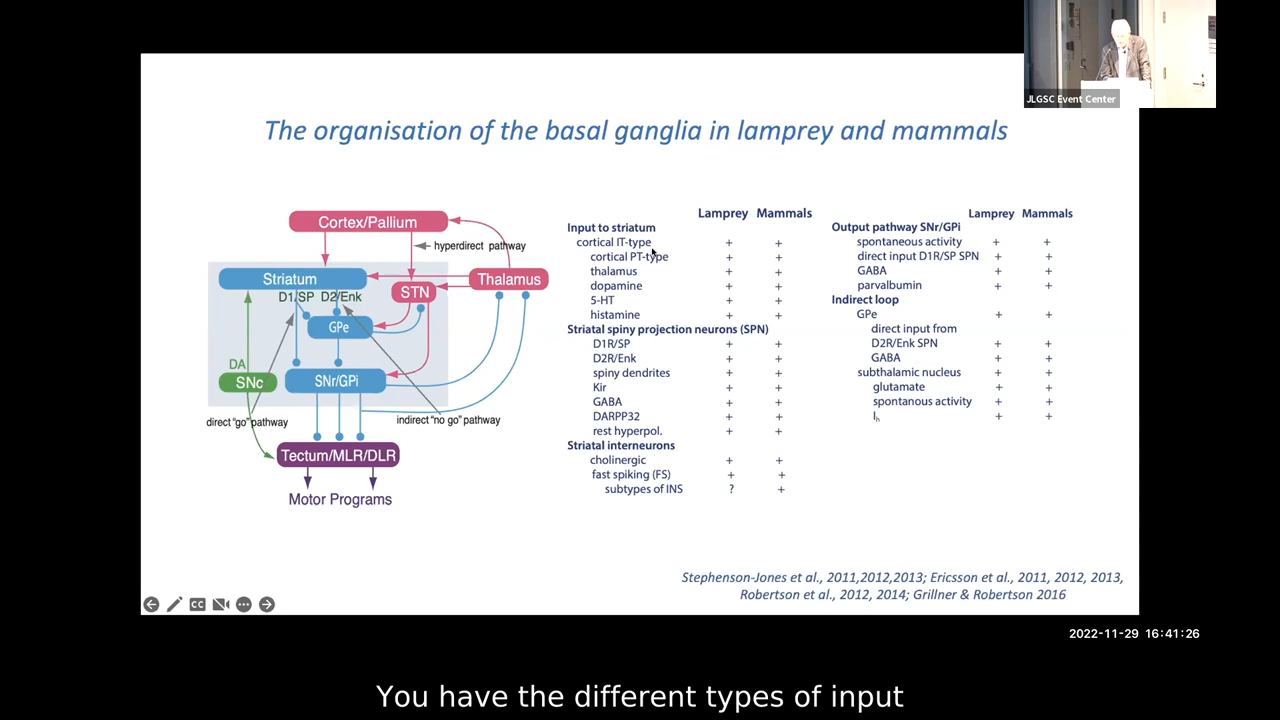 JLGSC Event Center
The organisation of the basal ganglia in lamprey and mammals
Cortex/Pallium
hyperdirect pathway
Striatum
Thalamus
D1/SP D2/Enk
STN
GPe
DA
SNc
SNr/GPi
direct “go” pathway
indirect “no go” pathway
Tectum/MLR/DLR
Motor Programs
Lamprey Mammals
Input to striatum
cortical IT-type + +
cortical PT-type + +
thalamus + +
dopamine + +
5-HT + +
histamine + +
Striatal spiny projection neurons (SPN)
D1R/SP + +
D2R/Enk + +
spiny dendrites + +
Kir + +
GABA + +
DARPP32 + +
rest hyperpol. + +
Striatal interneurons
cholinergic + +
fast spiking (FS) + +
subtypes of INS ? +
Lamprey Mammals
Output pathway SNr/GPi
spontaneous activity + +
direct input D1R/SP SPN + +
GABA + +
parvalbumin + +
Indirect loop
GPe + +
direct input from
D2R/Enk SPN + +
GABA + +
subthalamic nucleus + +
glutamate + +
spontanous activity + +
Ih + +
Stephenson-Jones et al., 2011,2012,2013; Ericsson et al., 2011, 2012, 2013,
Robertson et al., 2012, 2014; Grillner & Robertson 2016
CC
2022-11-29 16:41:26
You have the different types of input